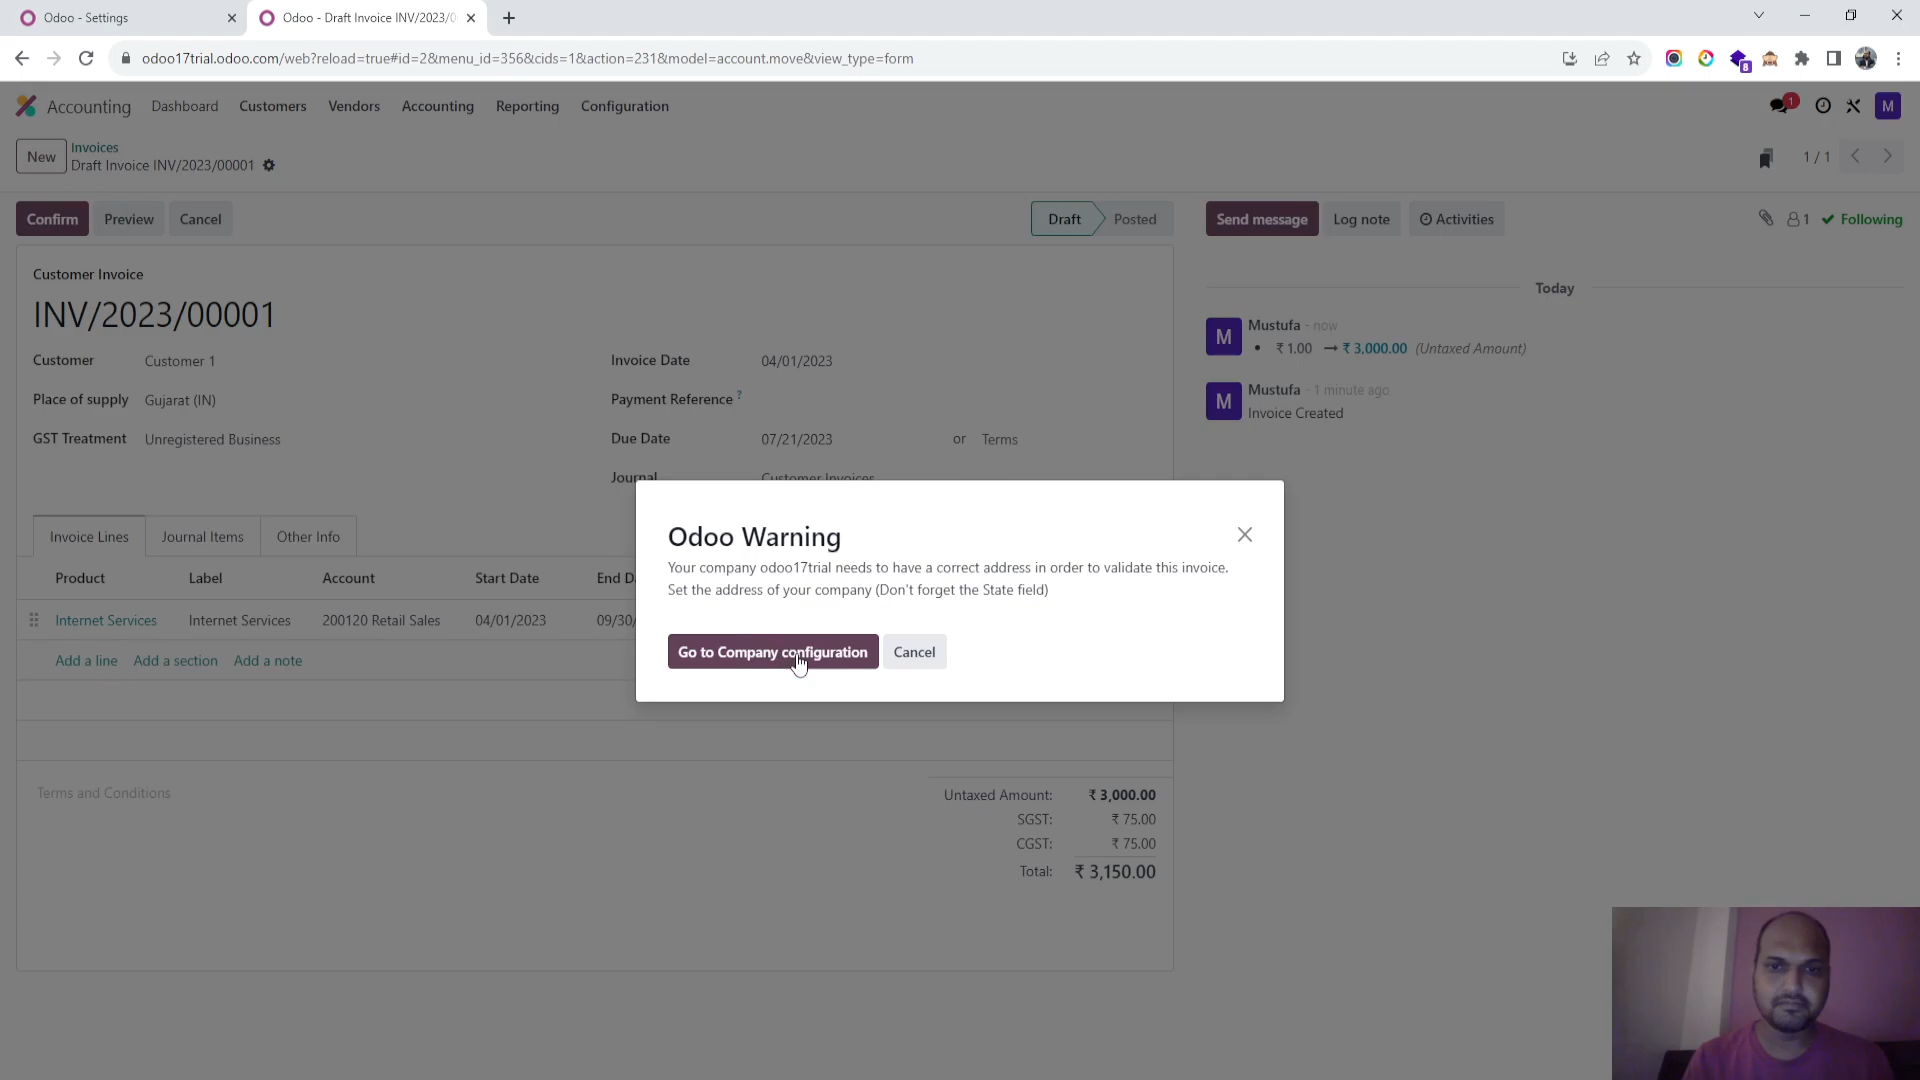 Odoo - Settings
Odoo - Draft Invoice INV/2023/0
odoo17trial.odoo.com/web?reload=true#id=2&menu_id=356&cids=1&action=231&model=account.move&view_type=form
8
Accounting
Dashboard
Customers
Vendors
Accounting
Reporting
Configuration
1
M
New
Invoices
Draft Invoice INV/2023/00001
1 / 1
Confirm
Preview
Cancel
Draft
Posted
Send message
Log note
Activities
1
Following
Customer Invoice
INV/2023/00001
Customer
Customer 1
Place of supply
Gujarat (IN)
GST Treatment
Unregistered Business
Invoice Date
04/01/2023
Payment Reference ?
Due Date
07/21/2023
or
Terms
Journal
Customer Invoices
Today
M
Mustufa - now
• ₹ 1.00 → ₹ 3,000.00 (Untaxed Amount)
M
Mustufa - 1 minute ago
Invoice Created
Invoice Lines
Journal Items
Other Info
Product
Label
Account
Start Date
End D
Internet Services
Internet Services
200120 Retail Sales
04/01/2023
09/30/
Add a line
Add a section
Add a note
Odoo Warning
Your company odoo17trial needs to have a correct address in order to validate this invoice.
Set the address of your company (Don't forget the State field)
Go to Company configuration
Cancel
Terms and Conditions
Untaxed Amount: ₹ 3,000.00
SGST: ₹ 75.00
CGST: ₹ 75.00
Total: ₹ 3,150.00